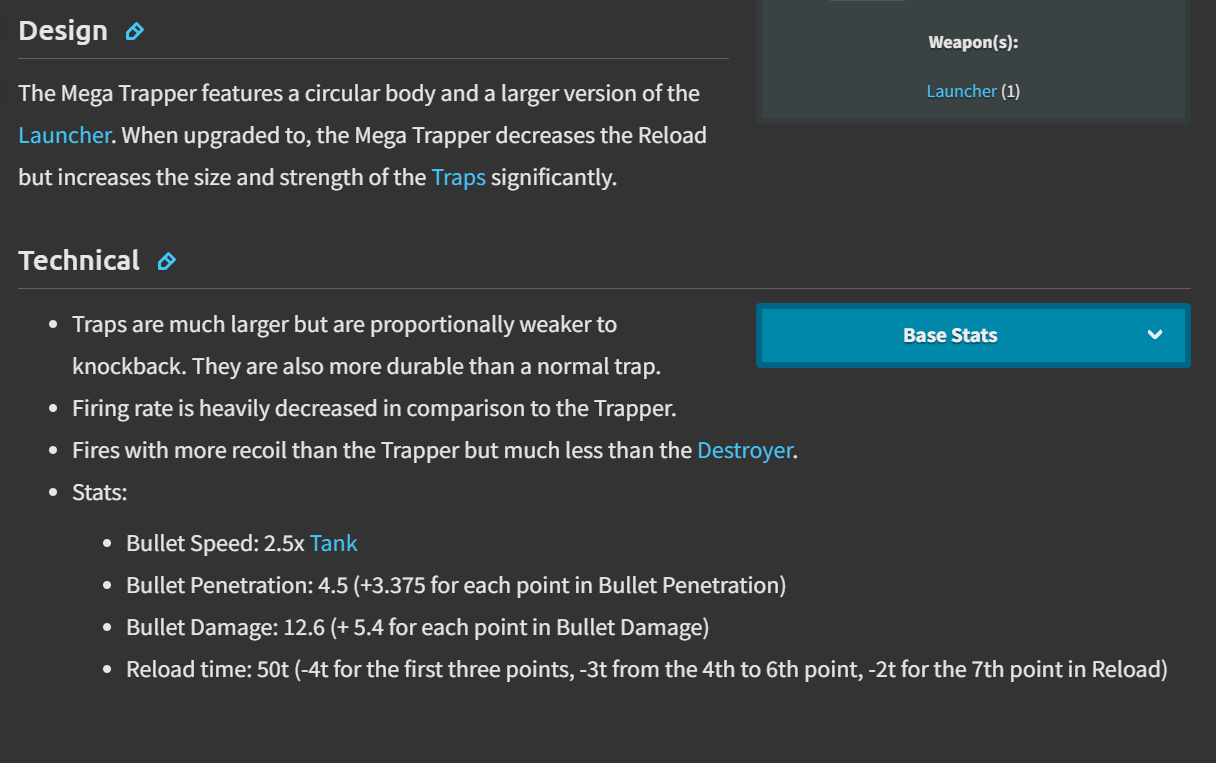 Design
The Mega Trapper features a circular body and a larger version of the
Launcher. When upgraded to, the Mega Trapper decreases the Reload
but increases the size and strength of the Traps significantly.
Weapon(s):
Launcher (1)
Technical
Traps are much larger but are proportionally weaker to
knockback. They are also more durable than a normal trap.
Firing rate is heavily decreased in comparison to the Trapper.
Fires with more recoil than the Trapper but much less than the Destroyer.
Stats:
Bullet Speed: 2.5x Tank
Bullet Penetration: 4.5 (+3.375 for each point in Bullet Penetration)
Bullet Damage: 12.6 (+ 5.4 for each point in Bullet Damage)
Reload time: 50t (-4t for the first three points, -3t from the 4th to 6th point, -2t for the 7th point in Reload)
Base Stats